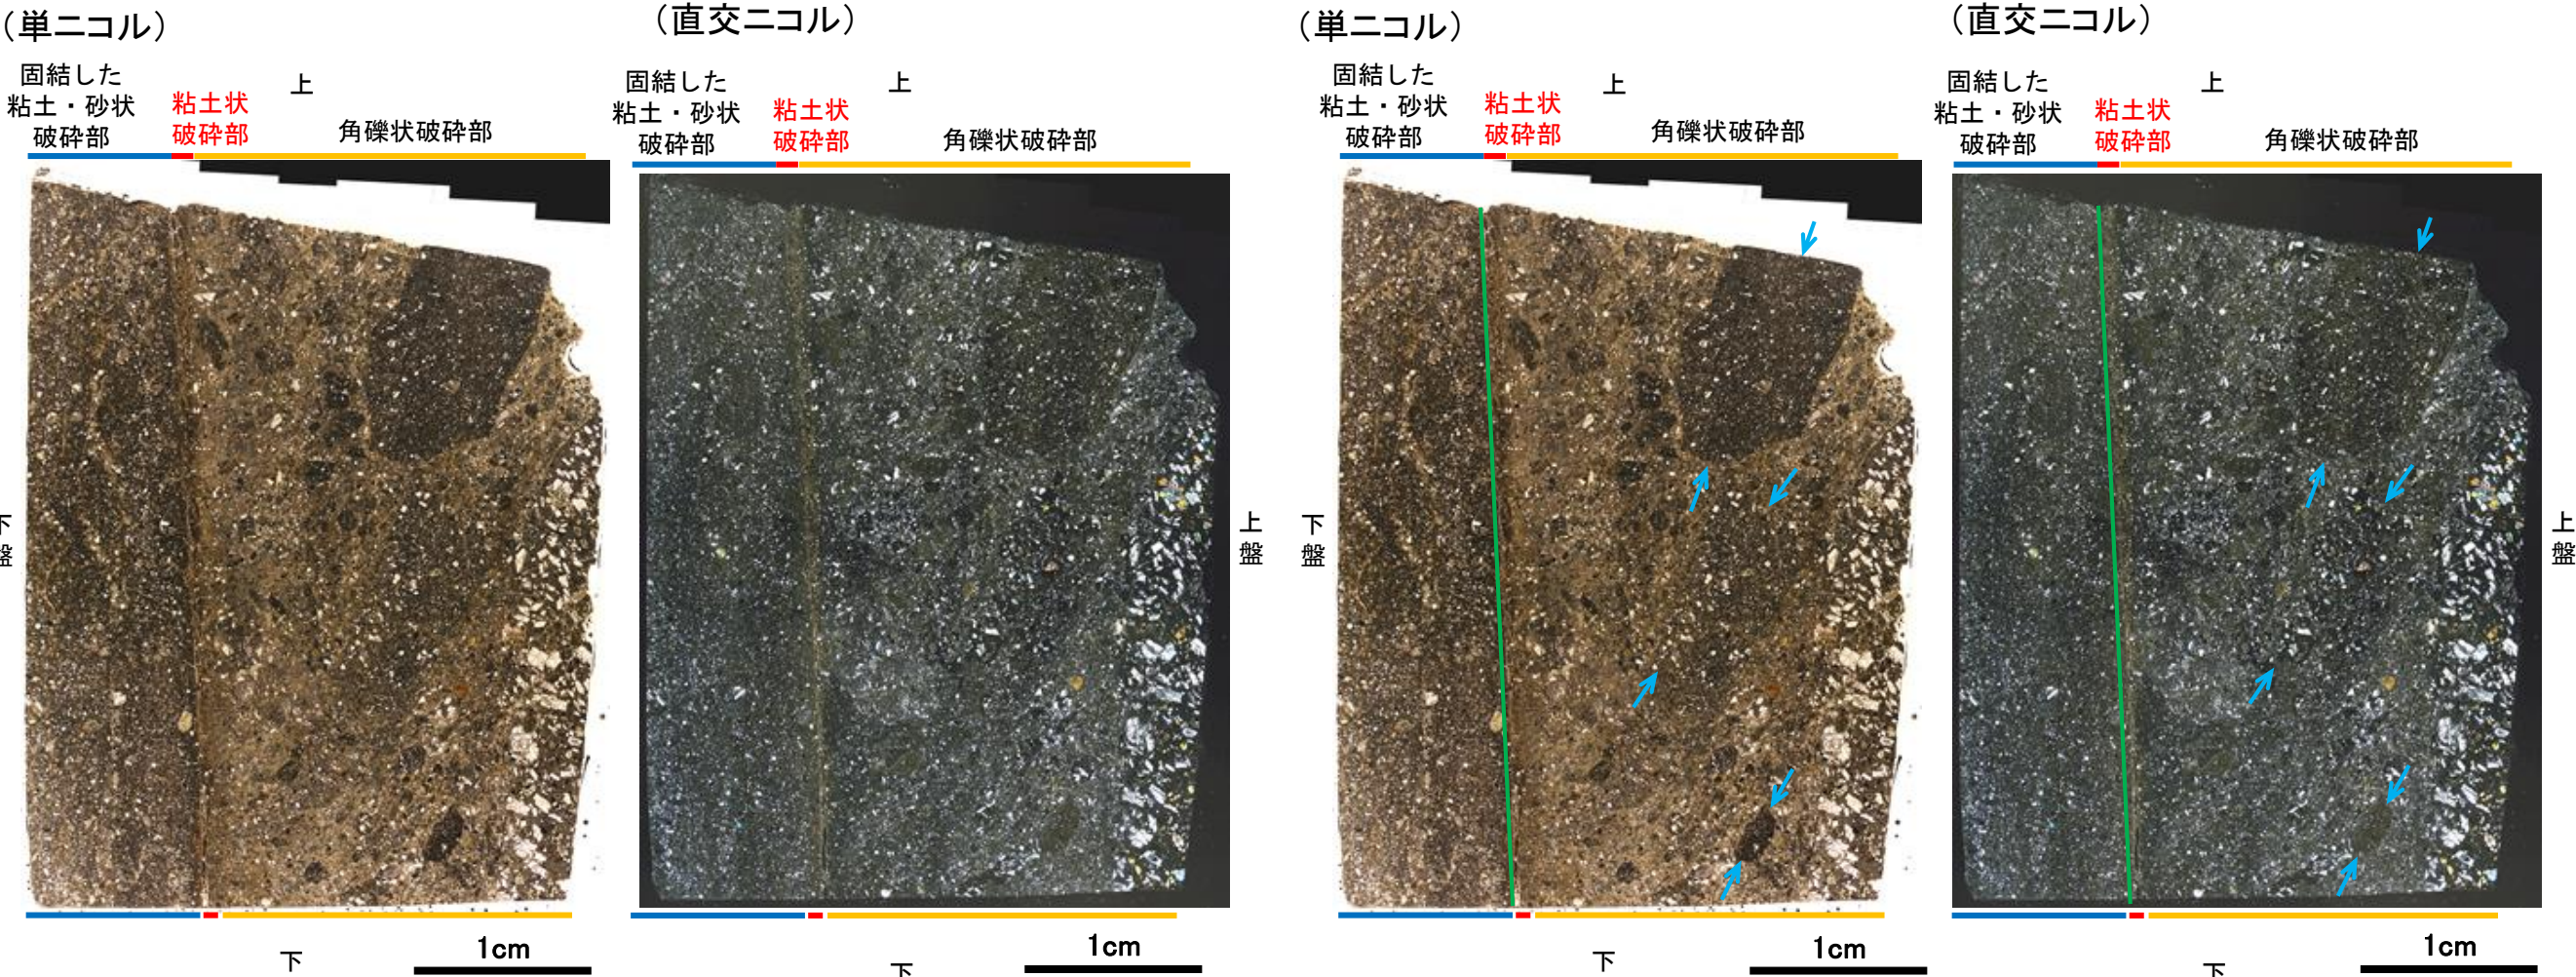 （単ニコル）
固結した
粘土・砂状
破砕部
粘土状
破砕部
上
角礫状破砕部
下
盤
下
1cm
（直交ニコル）
固結した
粘土・砂状
破砕部
粘土状
破砕部
上
角礫状破砕部
上
盤
下
1cm
（単ニコル）
固結した
粘土・砂状
破砕部
粘土状
破砕部
上
角礫状破砕部
下
盤
下
1cm
（直交ニコル）
固結した
粘土・砂状
破砕部
粘土状
破砕部
上
角礫状破砕部
上
盤
下
1cm